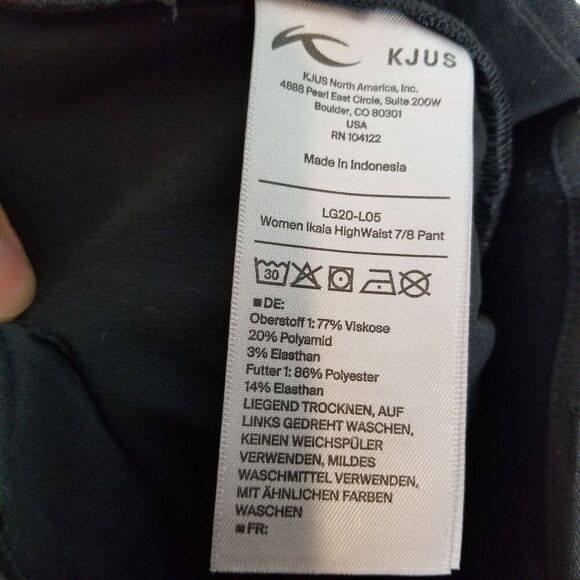 KJUS
KJUS North America, Inc.
4888 Pearl East Circle, Suite 200W
Boulder, CO 80301
USA
RN 104122
Made in Indonesia
LG20-L05
Women Ikala HighWaist 7/8 Pant
30
■DE:
Oberstoff 1: 77% Viskose
20% Polyamid
3% Elasthan
Futter 1: 86% Polyester
14% Elasthan
LIEGEND TROCKNEN, AUF
LINKS GEDREHT WASCHEN,
KEINEN WEICHSPÜLER
VERWENDEN, MILDES
WASCHMITTEL VERWENDEN,
MIT ÄHNLICHEN FARBEN
WASCHEN
■FR: